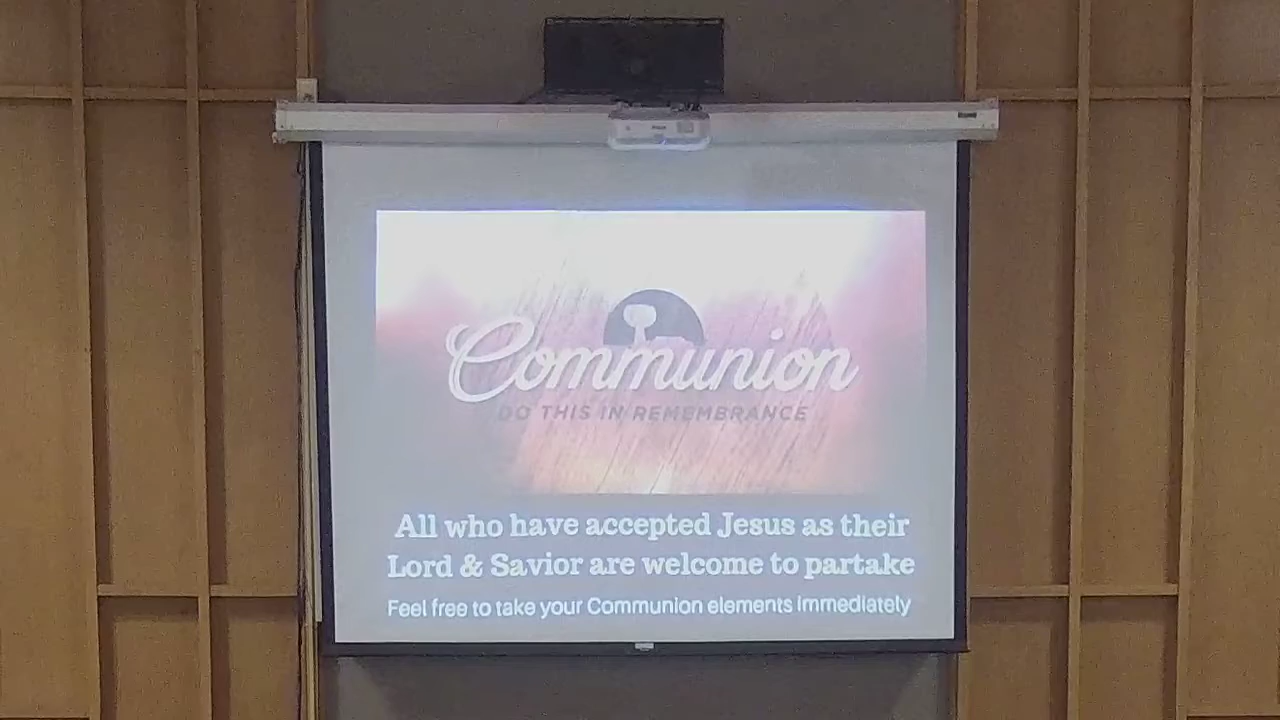 Communion
DO THIS IN REMEMBRANCE
All who have accepted Jesus as their
Lord & Savior are welcome to partake
Feel free to take your Communion elements immediately